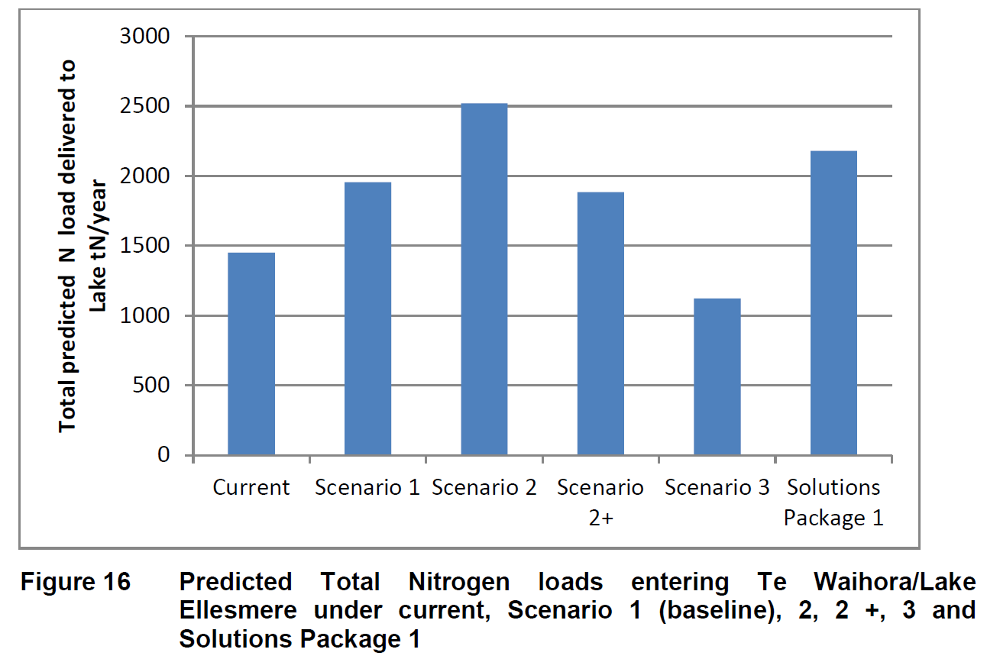 Total predicted N load delivered to
Lake tN/year
3000
2500
2000
1500
1000
500
0
Current
Scenario 1
Scenario 2
Scenario
2+
Scenario 3
Solutions
Package 1
Figure 16 Predicted Total Nitrogen loads entering Te Waihora/Lake
Ellesmere under current, Scenario 1 (baseline), 2, 2 +, 3 and
Solutions Package 1